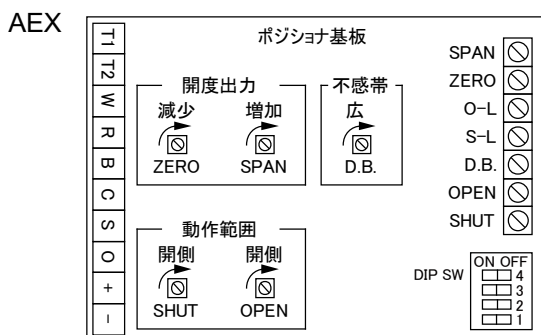 AEX
ポジショナ基板
T1
T2
W
R
B
C
S
O
+
-
開度出力
減少 増加
ZERO SPAN
不感帯
広
D.B.
動作範囲
開側 開側
SHUT OPEN
SPAN
ZERO
O-L
S-L
D.B.
OPEN
SHUT
DIP SW
ON OFF
4
3
2
1